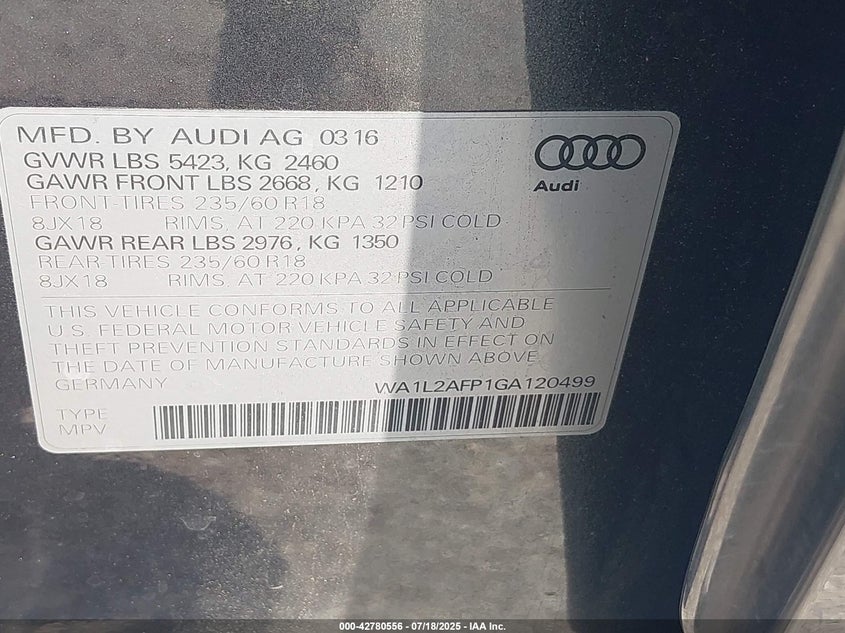 MFD. BY AUDI AG 03 16
GVWR LBS 5423, KG 2460
GAWR FRONT LBS 2668, KG 1210
FRONT-TIRES 235/60 R18
8JX18 RIMS, AT 220 KPA 32 PSI COLD
GAWR REAR LBS 2976, KG 1350
REAR-TIRES 235/60 R18
8JX18 RIMS, AT 220 KPA 32 PSI COLD
Audi
THIS VEHICLE CONFORMS TO ALL APPLICABLE
U.S. FEDERAL MOTOR VEHICLE SAFETY AND
THEFT PREVENTION STANDARDS IN EFFECT ON
THE DATE OF MANUFACTURE SHOWN ABOVE.
GERMANY WA1L2AFP1GA120499
TYPE
MPV
000-42780556 - 07/18/2025 - IAA Inc.